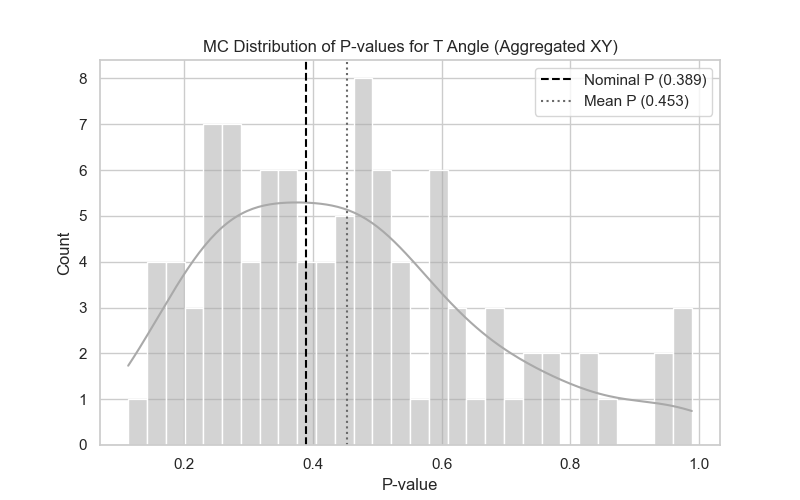 MC Distribution of P-values for T Angle (Aggregated XY)
Nominal P (0.389)
Mean P (0.453)
8
7
6
5
4
3
2
1
0
Count
0.2 0.4 0.6 0.8 1.0
P-value